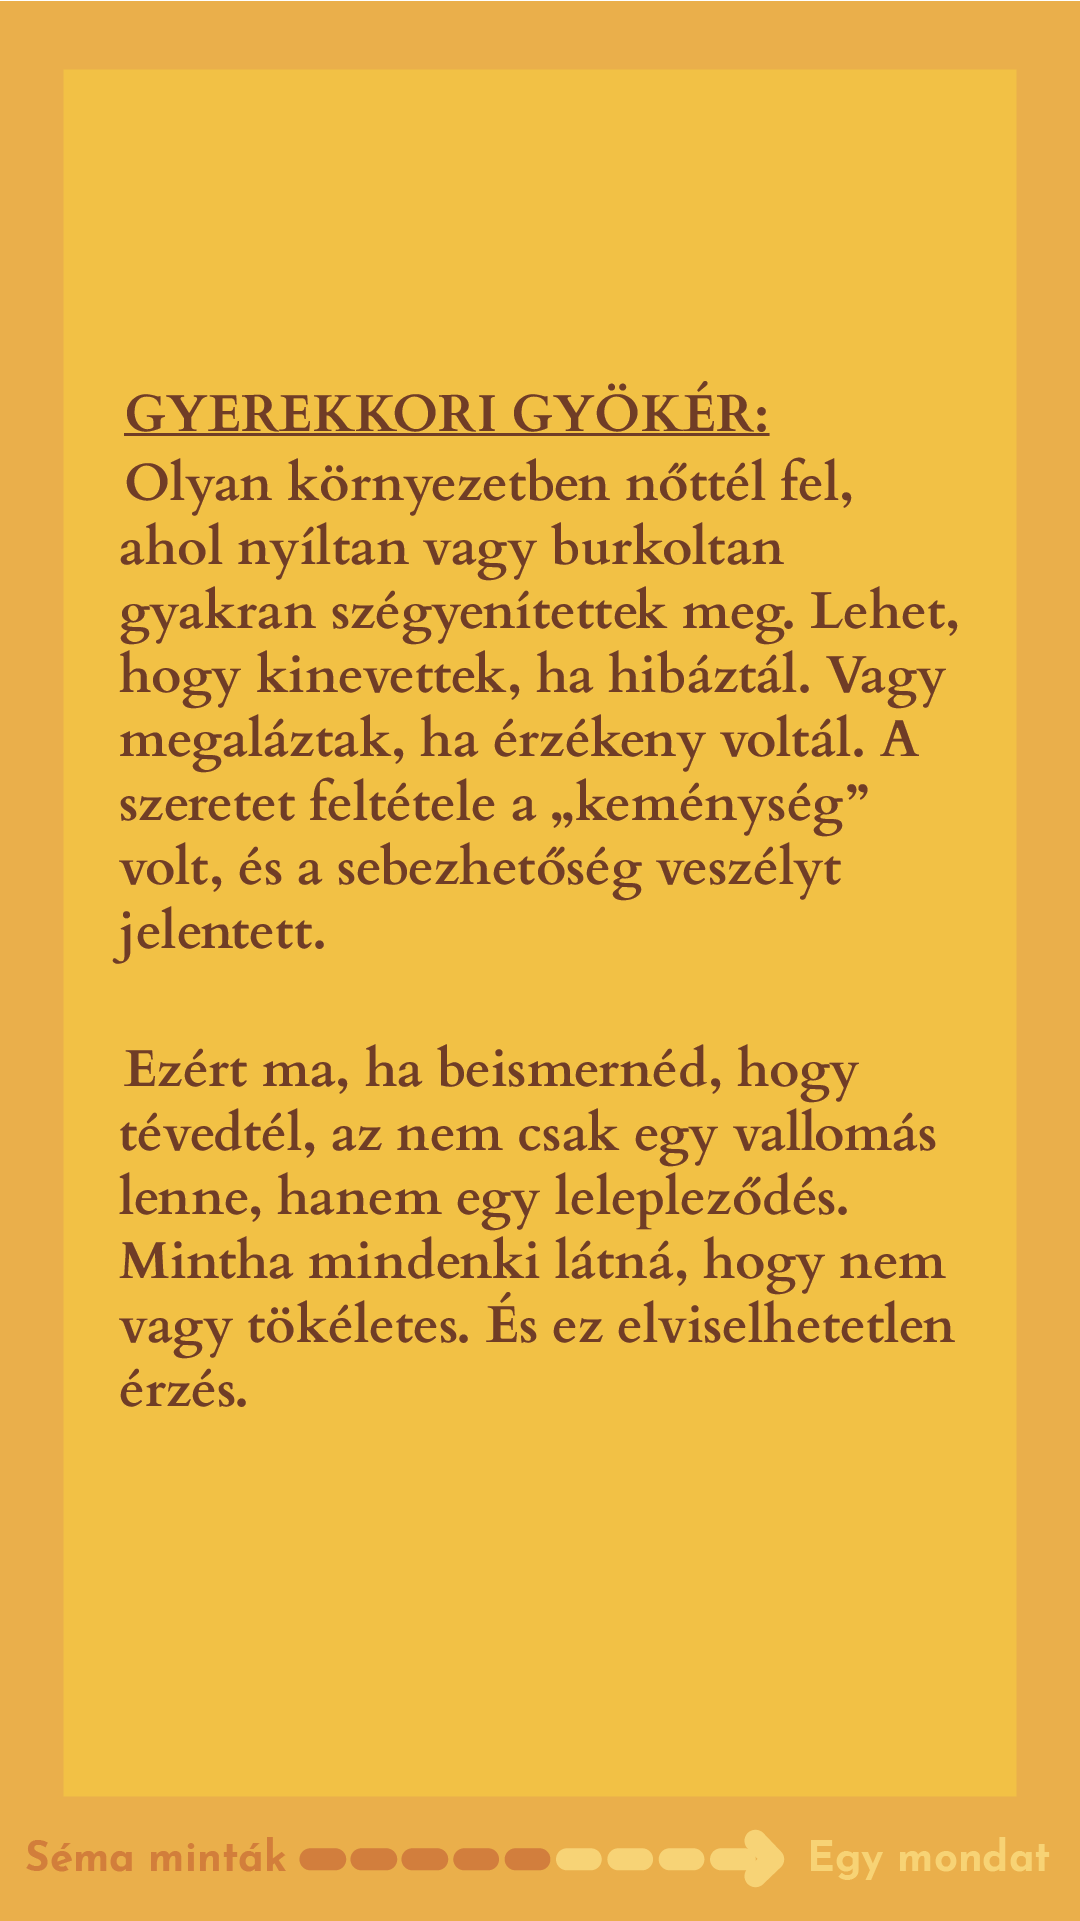 GYEREKKORI GYÖKÉR:
Olyan környezetben nőttél fel,
ahol nyíltan vagy burkoltan
gyakran szégyenítettek meg. Lehet,
hogy kinevettek, ha hibáztál. Vagy
megaláztak, ha érzékeny voltál. A
szeretet feltétele a „keménység”
volt, és a sebezhetőség veszélyt
jelentett.
Ezért ma, ha beismernéd, hogy
tévedtél, az nem csak egy vallomás
lenne, hanem egy lelepleződés.
Mintha mindenki látná, hogy nem
vagy tökéletes. És ez elviselhetetlen
érzés.
Séma minták Egy mondat